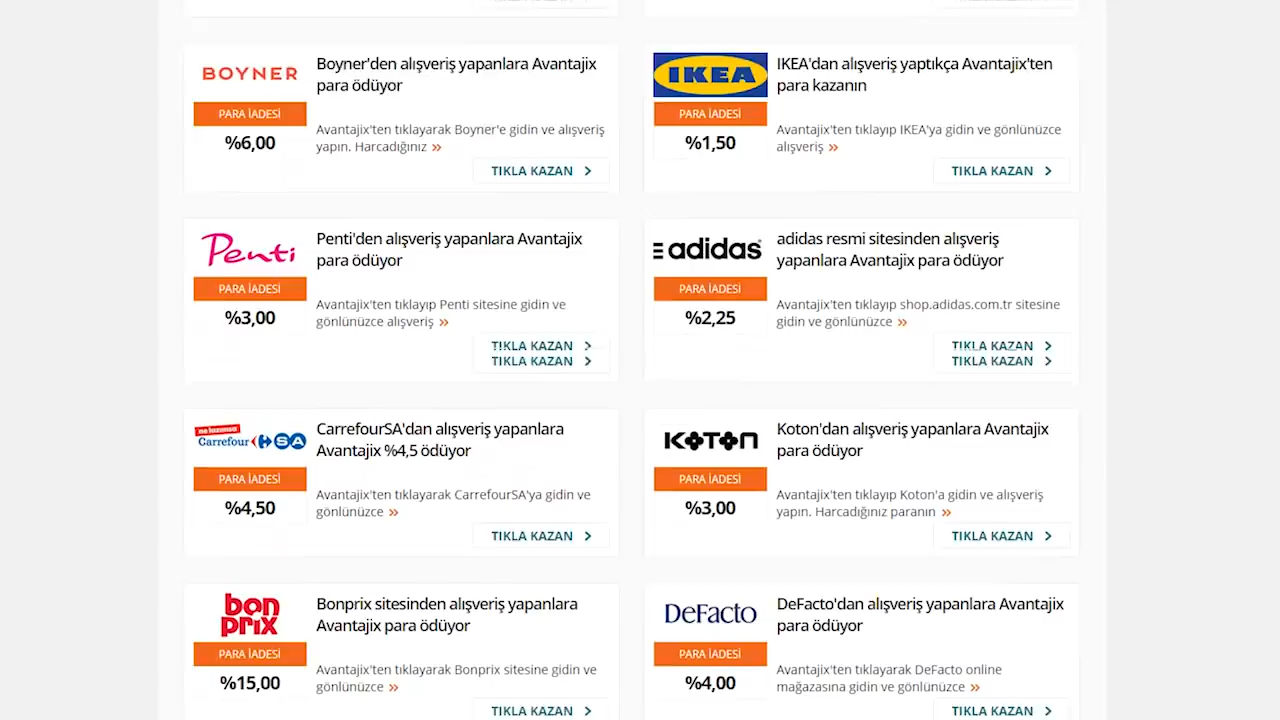 BOYNER
PARA İADESİ
%6,00
Boyner'den alışveriş yapanlara Avantajix
para ödüyor
Avantajix'ten tıklayarak Boyner'e gidin ve alışveriş
yapın. Harcadığınız »
TIKLA KAZAN >
IKEA
PARA İADESİ
%1,50
IKEA'dan alışveriş yaptıkça Avantajix'ten
para kazanın
Avantajix'ten tıklayıp IKEA'ya gidin ve gönlünüzce
alışveriş »
TIKLA KAZAN >
Penti
PARA İADESİ
%3,00
Penti'den alışveriş yapanlara Avantajix
para ödüyor
Avantajix'ten tıklayıp Penti sitesine gidin ve
gönlünüzce alışveriş »
TIKLA KAZAN >
TIKLA KAZAN >
adidas
PARA İADESİ
%2,25
adidas resmi sitesinden alışveriş
yapanlara Avantajix para ödüyor
Avantajix'ten tıklayıp shop.adidas.com.tr sitesine
gidin ve gönlünüzce »
TIKLA KAZAN >
TIKLA KAZAN >
ne lazımsa
Carrefour SA
PARA İADESİ
%4,50
CarrefourSA'dan alışveriş yapanlara
Avantajix %4,5 ödüyor
Avantajix'ten tıklayarak CarrefourSA'ya gidin ve
gönlünüzce »
TIKLA KAZAN >
KOTON
PARA İADESİ
%3,00
Koton'dan alışveriş yapanlara Avantajix
para ödüyor
Avantajix'ten tıklayıp Koton'a gidin ve alışveriş
yapın. Harcadığınız paranın »
TIKLA KAZAN >
bon
prix
PARA İADESİ
%15,00
Bonprix sitesinden alışveriş yapanlara
Avantajix para ödüyor
Avantajix'ten tıklayarak Bonprix sitesine gidin ve
gönlünüzce »
TIKLA KAZAN >
DeFacto
PARA İADESİ
%4,00
DeFacto'dan alışveriş yapanlara Avantajix
para ödüyor
Avantajix'ten tıklayarak DeFacto online
mağazasına gidin ve gönlünüzce »
TIKLA KAZAN >